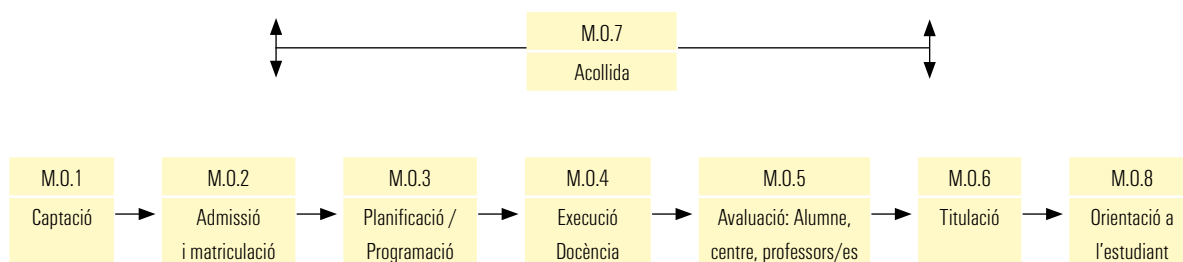 M.O.7
Acollida
M.O.1
Captació
M.O.2
Admissió
i matriculació
M.O.3
Planificació /
Programació
M.O.4
Execució
Docència
M.O.5
Avaluació: Alumne,
centre, professors/es
M.O.6
Titulació
M.O.8
Orientació a
l'estudiant